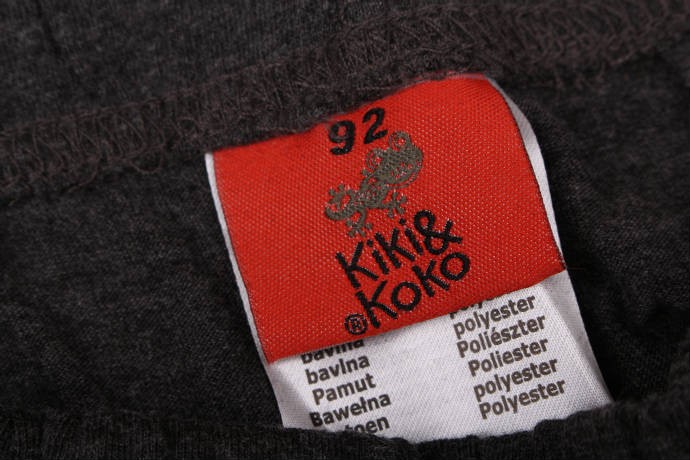 92
Kiki&
®Koko
bavlna polyester
bavlna Poliészter
Pamut Poliester
Bawełna polyester
Polyester